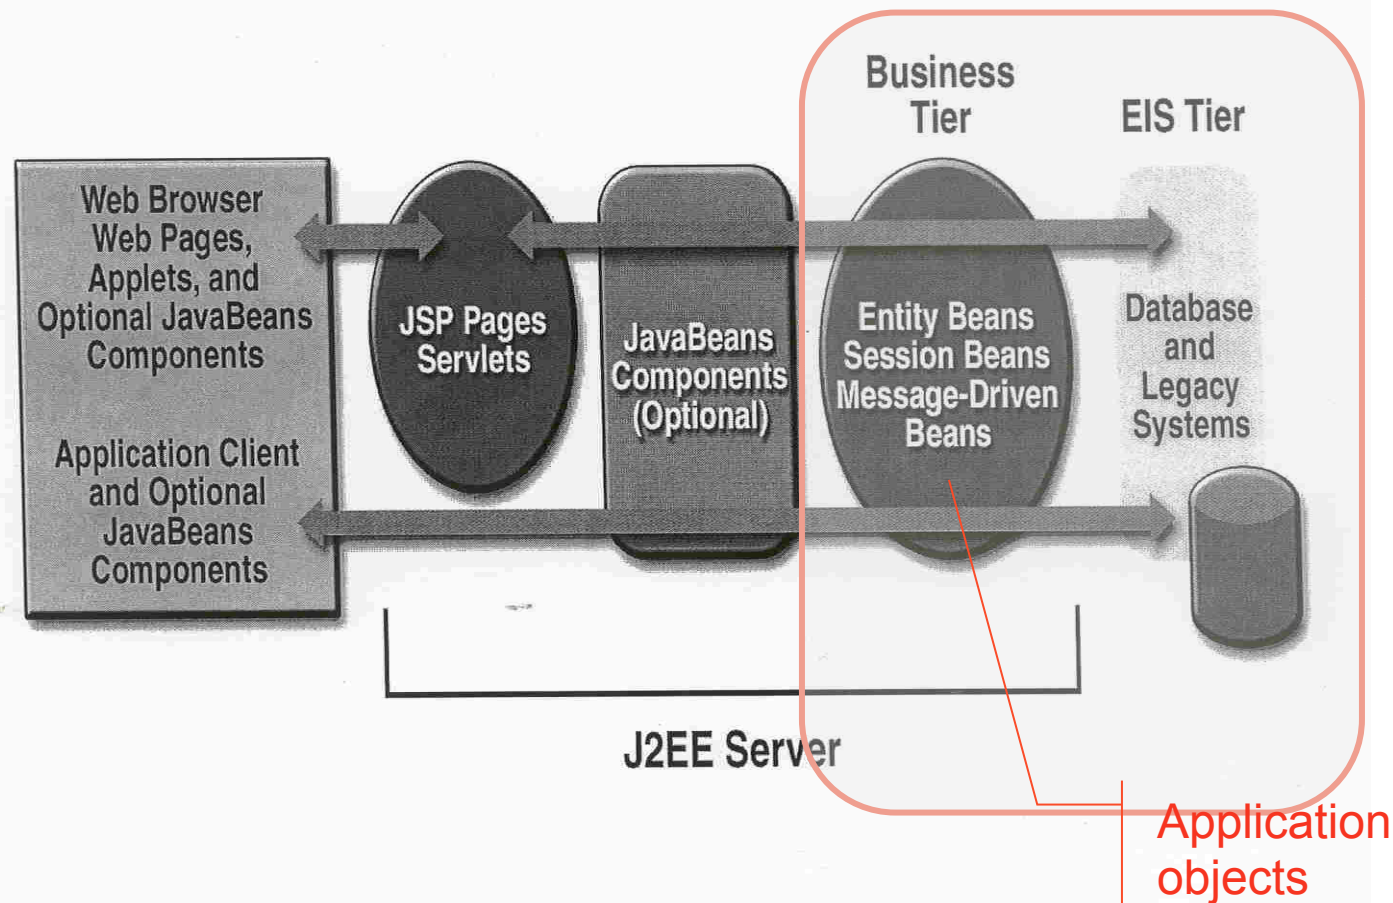 Business
Tier
EIS Tier
Web Browser
Web Pages,
Applets, and
Optional JavaBeans
Components
Application Client
and Optional
JavaBeans
Components
JSP Pages
Servlets
JavaBeans
Components
(Optional)
Entity Beans
Session Beans
Message-Driven
Beans
Database
and
Legacy
Systems
J2EE Server
Application
objects